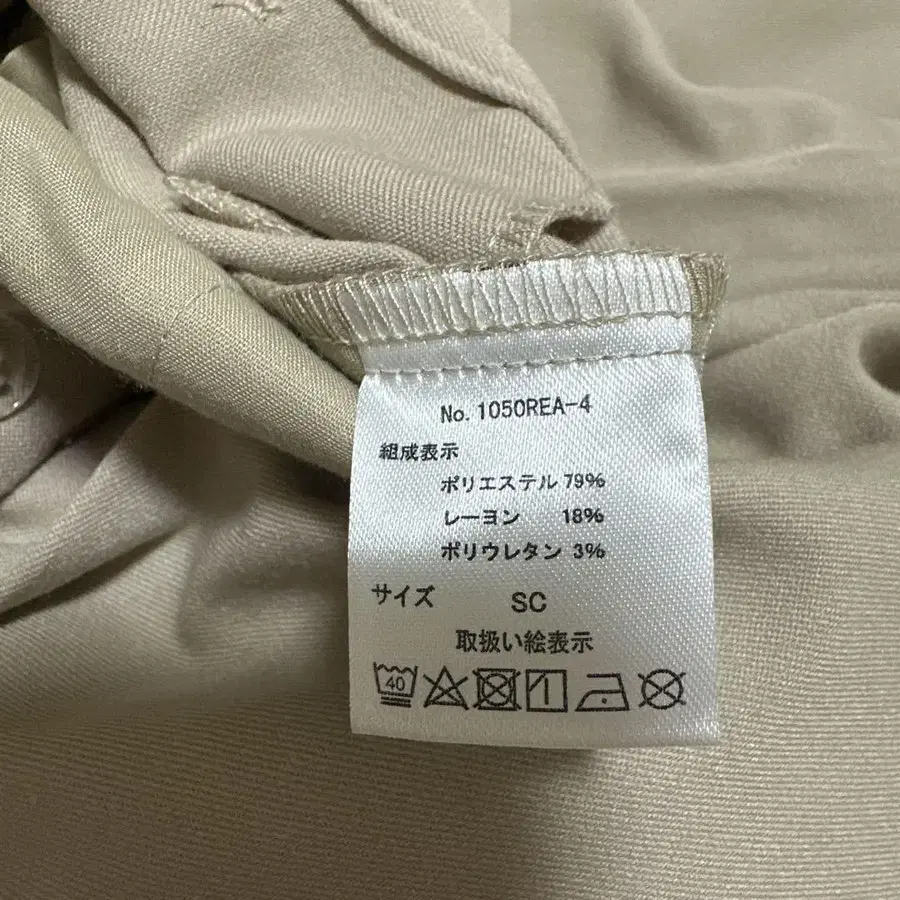 No. 1050REA-4
組成表示
ポリエステル 79%
レーヨン 18%
ポリウレタン 3%
サイズ SC
取扱い絵表示
40